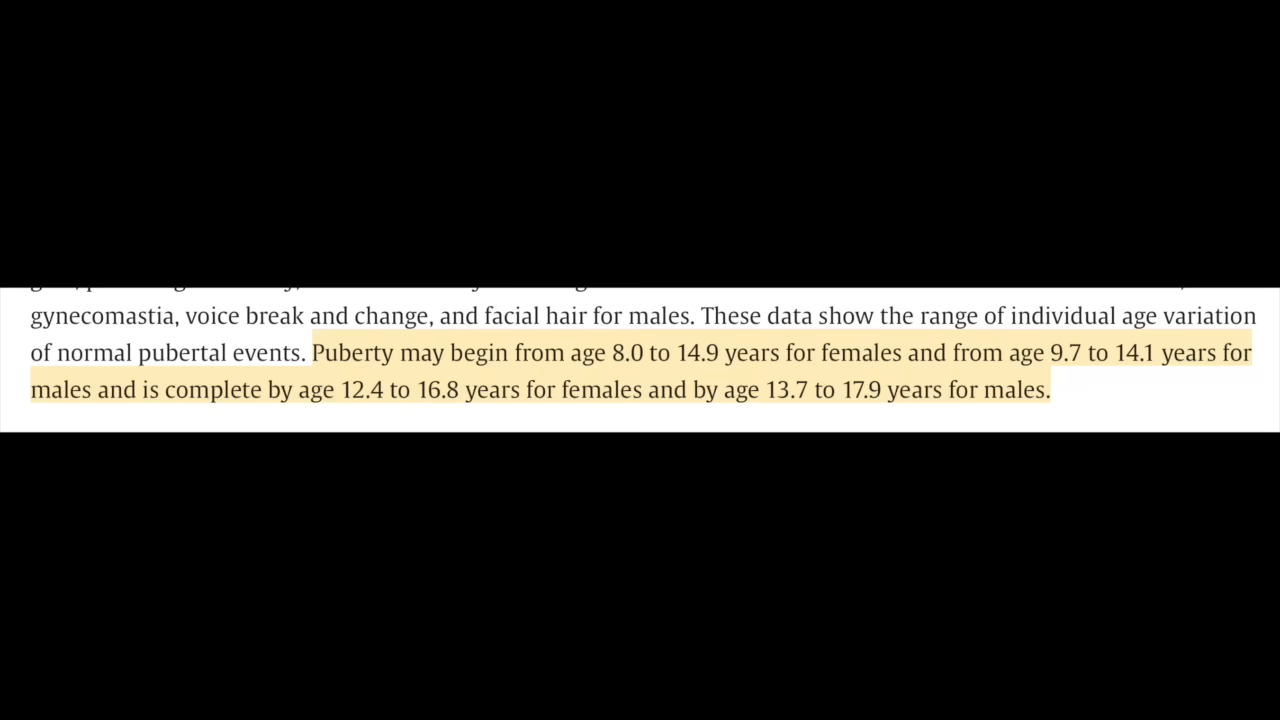 gynecomastia, voice break and change, and facial hair for males. These data show the range of individual age variation
of normal pubertal events. Puberty may begin from age 8.0 to 14.9 years for females and from age 9.7 to 14.1 years for
males and is complete by age 12.4 to 16.8 years for females and by age 13.7 to 17.9 years for males.